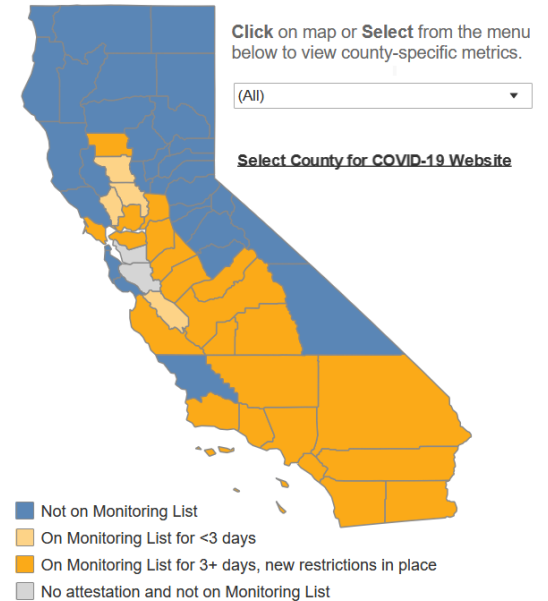 Click on map or Select from the menu
below to view county-specific metrics.
(All)
Select County for COVID-19 Website
Not on Monitoring List
On Monitoring List for <3 days
On Monitoring List for 3+ days, new restrictions in place
No attestation and not on Monitoring List